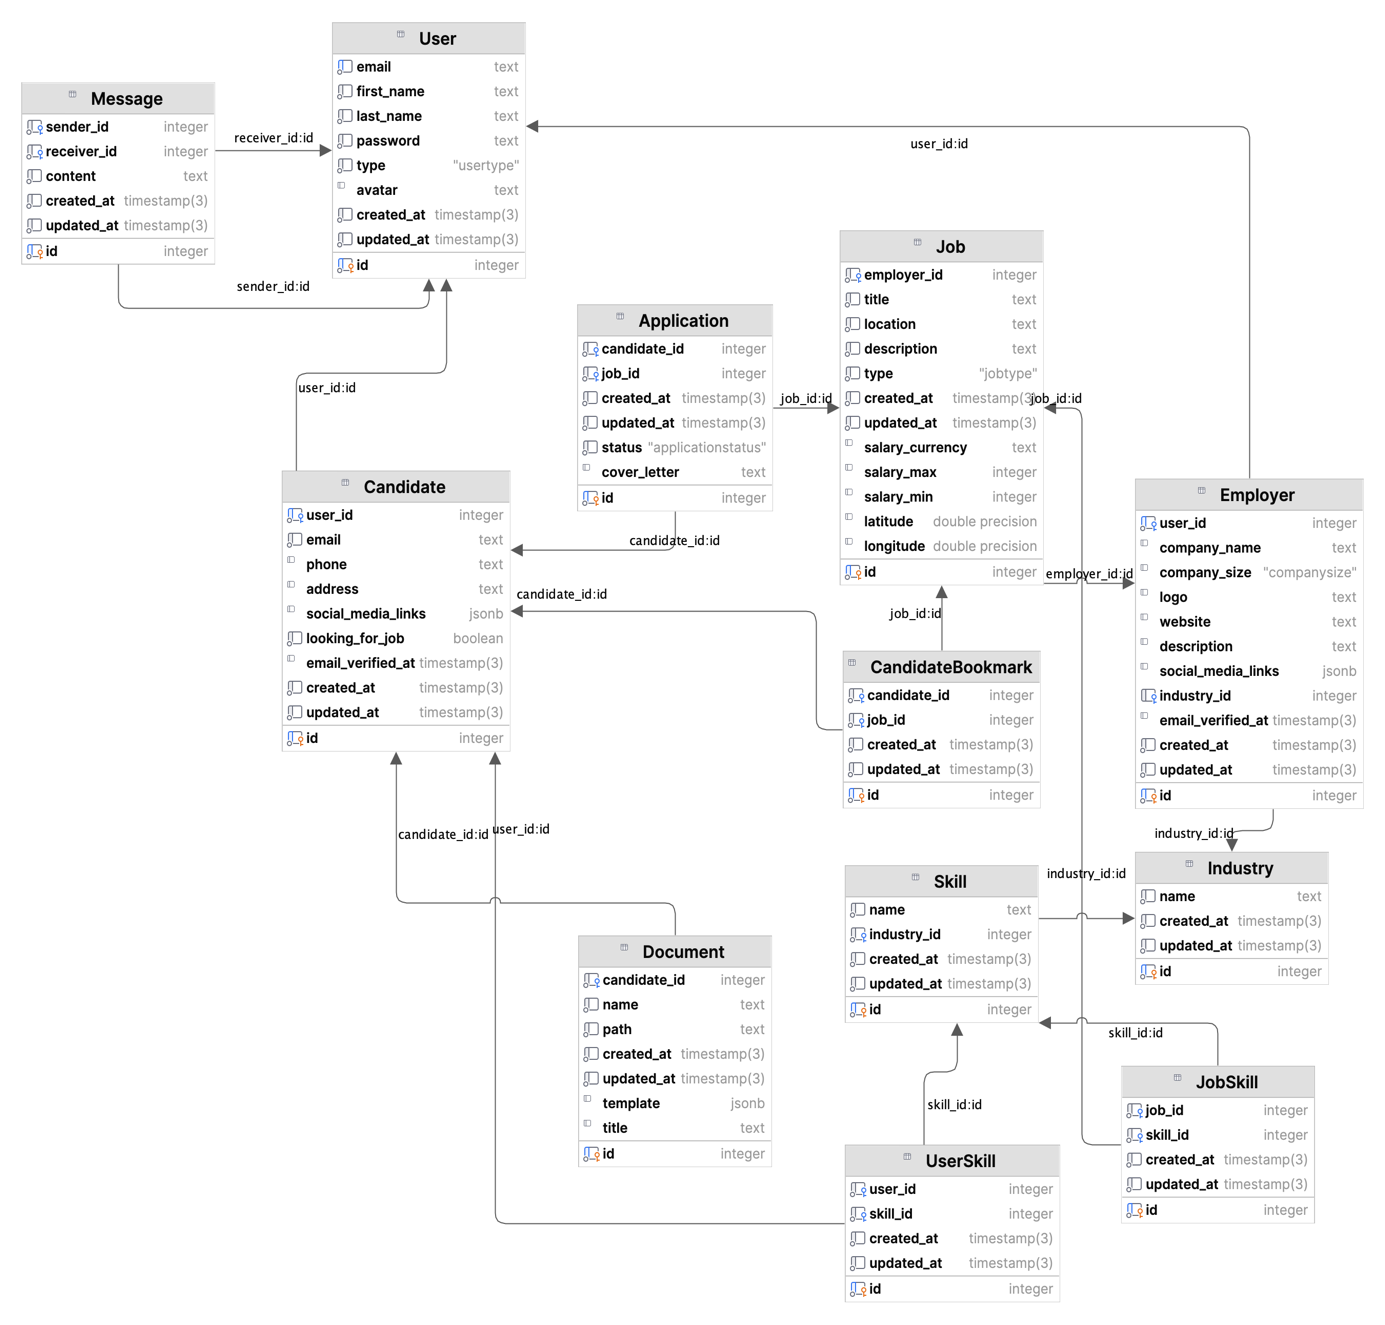 User
email text
first_name text
last_name text
password text
type "usertype"
avatar text
created_at timestamp(3)
updated_at timestamp(3)
id integer
Message
sender_id integer
receiver_id integer
content text
created_at timestamp(3)
updated_at timestamp(3)
id integer
receiver_id:id
sender_id:id
user_id:id
user_id:id
Job
employer_id integer
title text
location text
description text
type "jobtype"
created_at timestamp(3)
updated_at timestamp(3)
salary_currency text
salary_max integer
salary_min integer
latitude double precision
longitude double precision
id integer
Application
candidate_id integer
job_id integer
created_at timestamp(3)
updated_at timestamp(3)
status "applicationstatus"
cover_letter text
id integer
job_id:id
job_id:id
candidate_id:id
Candidate
user_id integer
email text
phone text
address text
social_media_links jsonb
looking_for_job boolean
email_verified_at timestamp(3)
created_at timestamp(3)
updated_at timestamp(3)
id integer
Employer
user_id integer
company_name text
company_size "companysize"
logo text
website text
description text
social_media_links jsonb
industry_id integer
email_verified_at timestamp(3)
created_at timestamp(3)
updated_at timestamp(3)
id integer
employer_id:id
candidate_id:id
job_id:id
CandidateBookmark
candidate_id integer
job_id integer
created_at timestamp(3)
updated_at timestamp(3)
id integer
candidate_id:id
user_id:id
industry_id:id
industry_id:id
Industry
name text
created_at timestamp(3)
updated_at timestamp(3)
id integer
Skill
name text
industry_id integer
created_at timestamp(3)
updated_at timestamp(3)
id integer
Document
candidate_id integer
name text
path text
created_at timestamp(3)
updated_at timestamp(3)
template jsonb
title text
id integer
skill_id:id
skill_id:id
JobSkill
job_id integer
skill_id integer
created_at timestamp(3)
updated_at timestamp(3)
id integer
UserSkill
user_id integer
skill_id integer
created_at timestamp(3)
updated_at timestamp(3)
id integer